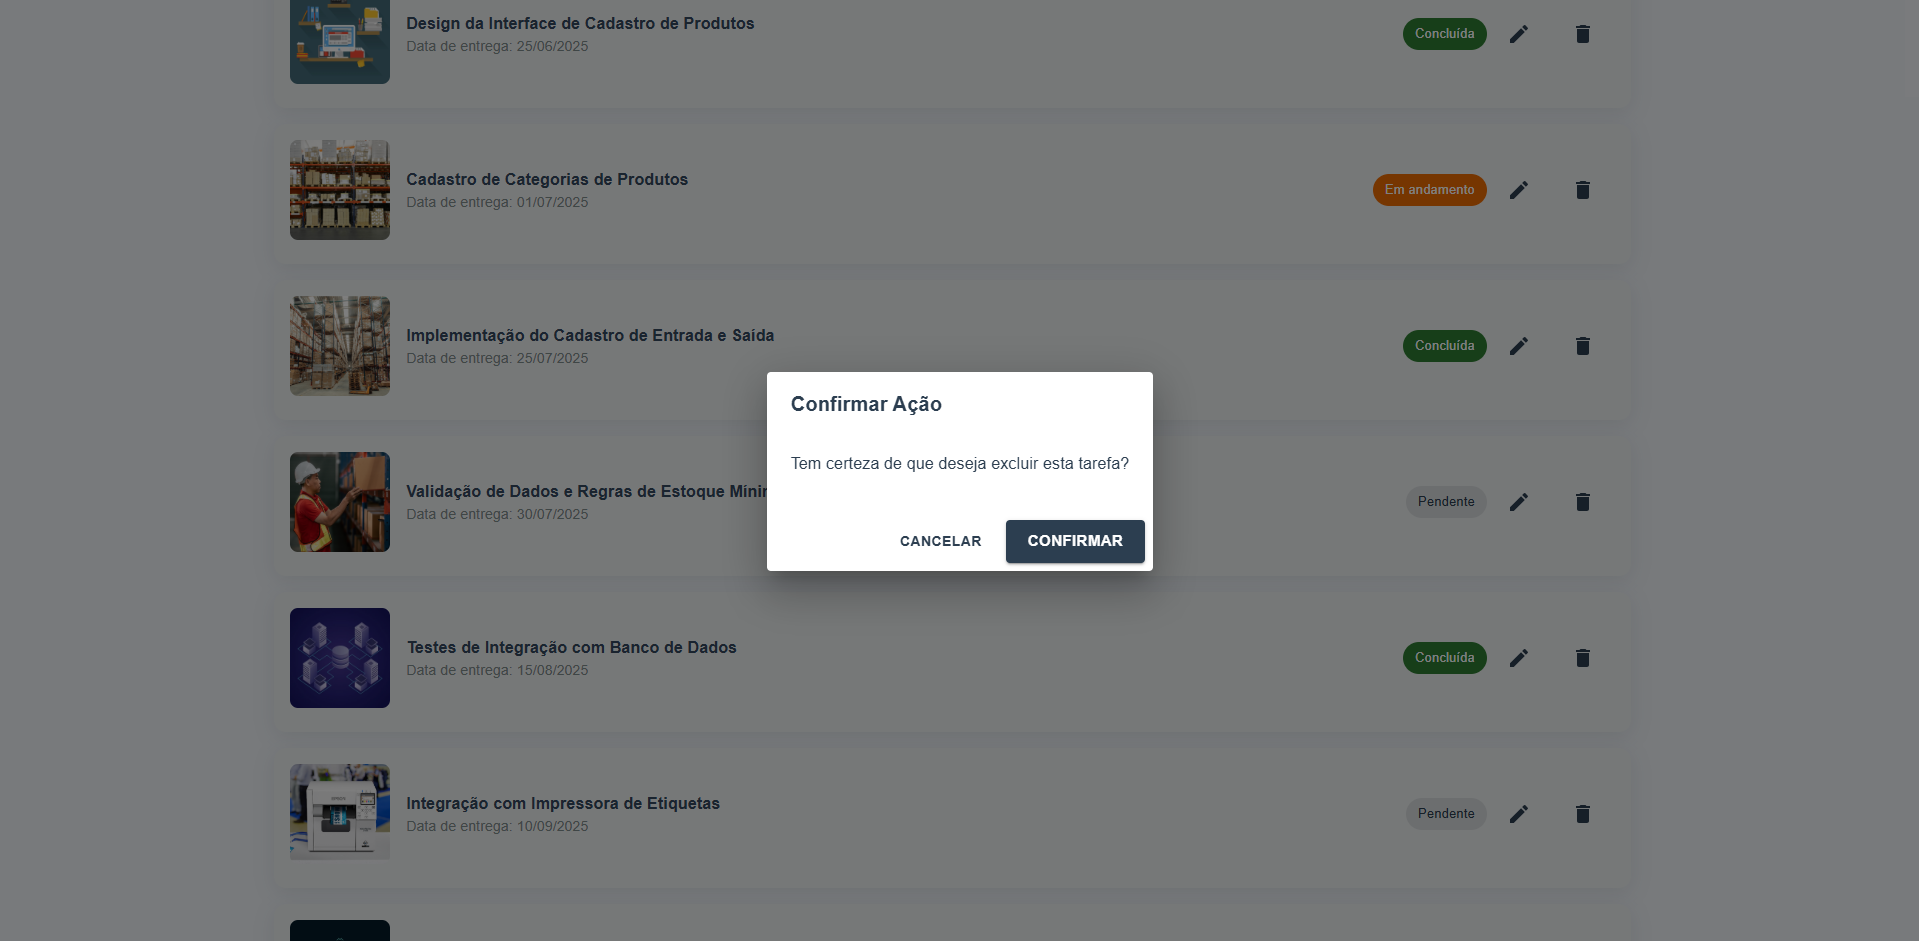 Design da Interface de Cadastro de Produtos
Data de entrega: 25/06/2025
Concluída
Cadastro de Categorias de Produtos
Data de entrega: 01/07/2025
Em andamento
Implementação do Cadastro de Entrada e Saída
Data de entrega: 25/07/2025
Concluída
Confirmar Ação
Tem certeza de que deseja excluir esta tarefa?
CANCELAR
CONFIRMAR
Validação de Dados e Regras de Estoque
Data de entrega: 30/07/2025
Pendente
Testes de Integração com Banco de Dados
Data de entrega: 15/08/2025
Concluída
Integração com Impressora de Etiquetas
Data de entrega: 10/09/2025
Pendente